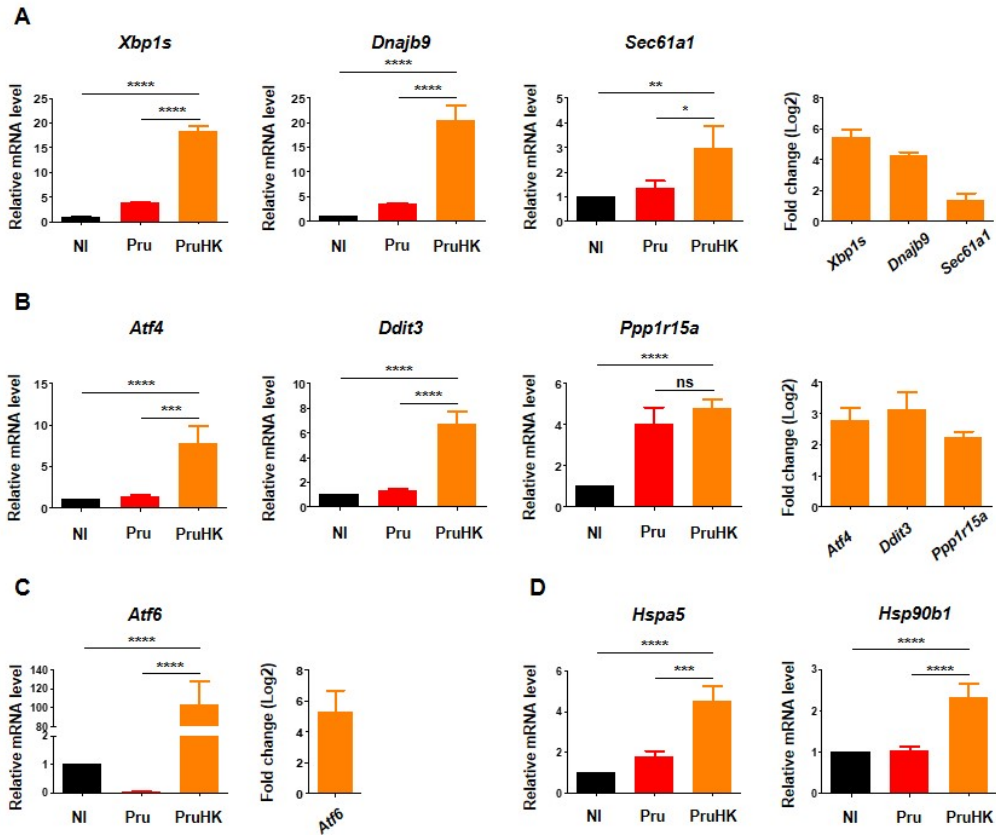 A
Xbp1s
Dnajb9
Sec61a1
Relative mRNA level
25
20
15
10
5
0
****
****
NI
Pru
PruHK
Relative mRNA level
25
20
15
10
5
0
****
****
NI
Pru
PruHK
Relative mRNA level
5
4
3
2
1
0
**
*
NI
Pru
PruHK
Fold change (Log2)
8
6
4
2
0
Xbp1s
Dnajb9
Sec61a1
B
Atf4
Ddit3
Ppp1r15a
Relative mRNA level
15
10
5
0
****
***
NI
Pru
PruHK
Relative mRNA level
10
8
6
4
2
0
****
****
NI
Pru
PruHK
Relative mRNA level
6
4
2
0
****
ns
NI
Pru
PruHK
Fold change (Log2)
4
3
2
1
0
Atf4
Ddit3
Ppp1r15a
C
Atf6
Relative mRNA level
140
120
100
80
2
1
0
****
****
NI
Pru
PruHK
Fold change (Log2)
8
6
4
2
0
Atf6
D
Hspa5
Hsp90b1
Relative mRNA level
6
4
2
0
****
***
NI
Pru
PruHK
Relative mRNA level
3
2
1
0
****
****
NI
Pru
PruHK